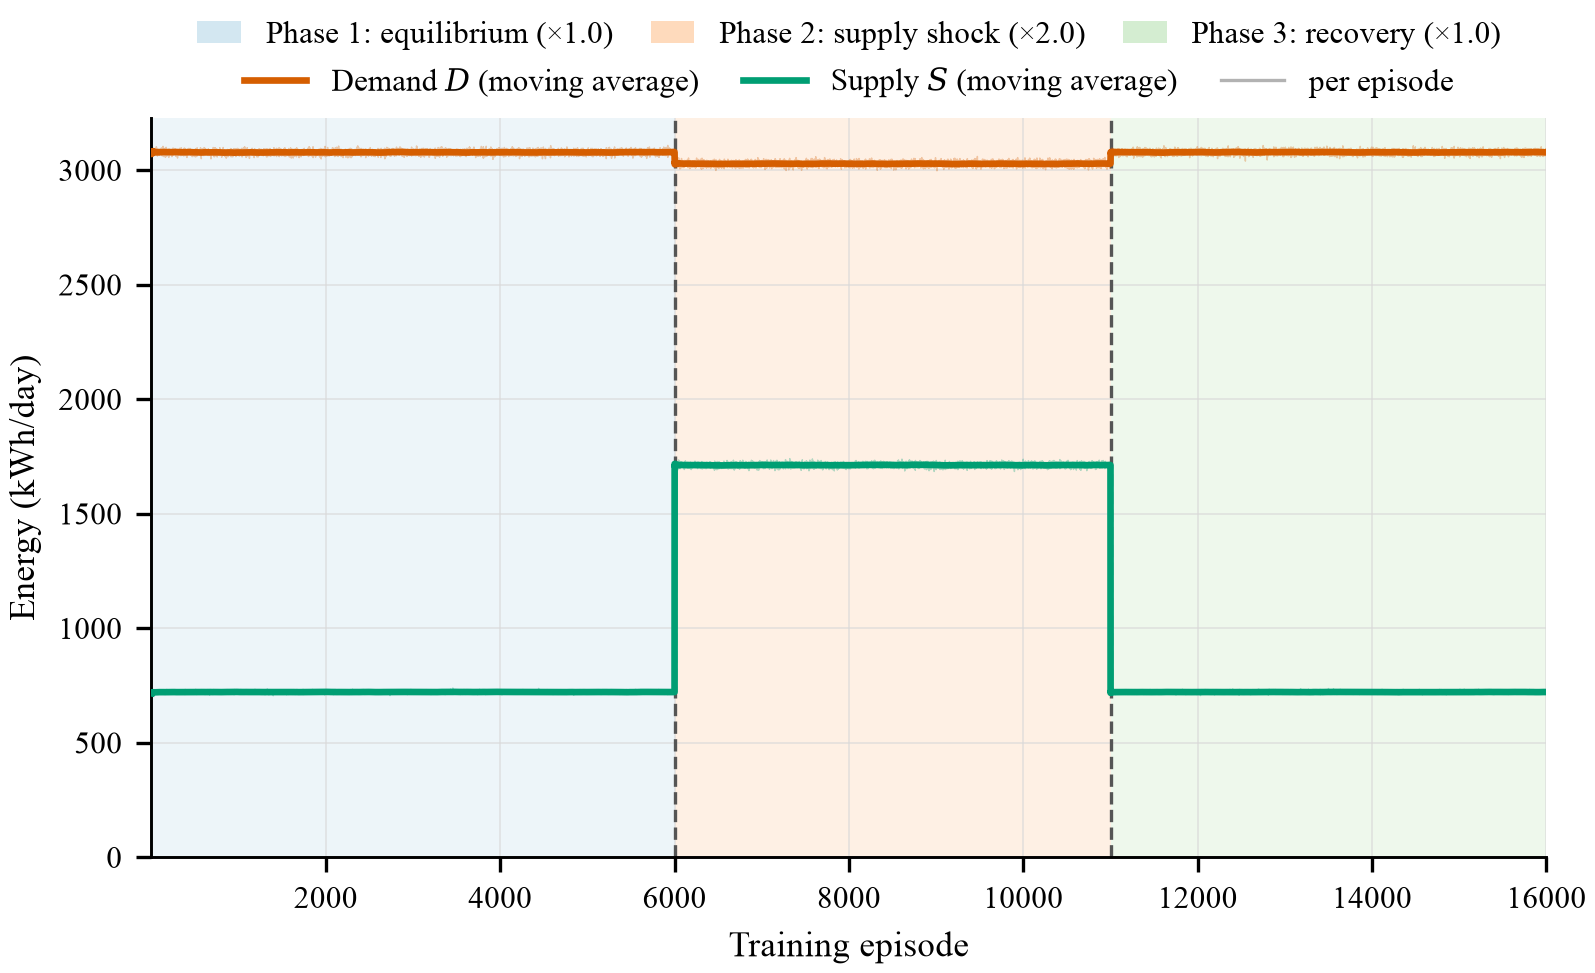 Phase 1: equilibrium (×1.0) Phase 2: supply shock (×2.0) Phase 3: recovery (×1.0)
Demand D (moving average) Supply S (moving average) per episode
3000
2500
2000
1500
1000
500
0
Energy (kWh/day)
2000 4000 6000 8000 10000 12000 14000 16000
Training episode